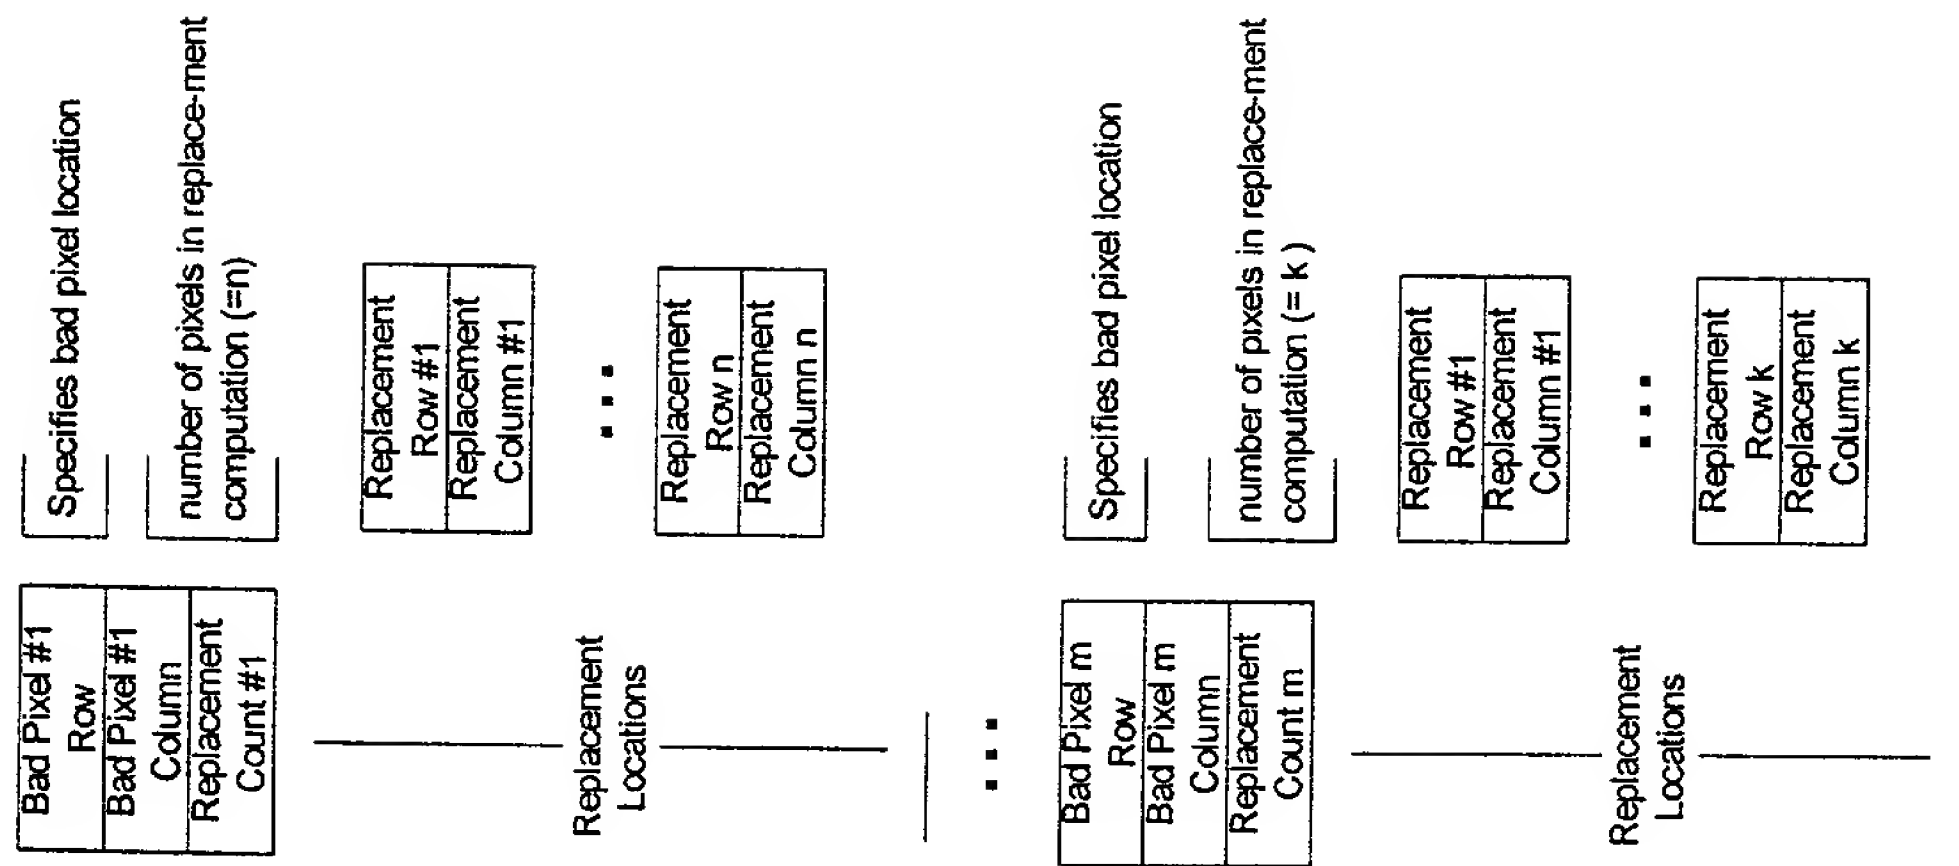 Bad Pixel #1
Row
Bad Pixel #1
Column
Replacement
Count #1
Specifies bad pixel location
number of pixels in replace-ment
computation (=n)
Replacement
Locations
Replacement
Row #1
Replacement
Column #1
...
Replacement
Row n
Replacement
Column n
...
Bad Pixel m
Row
Bad Pixel m
Column
Replacement
Count m
Specifies bad pixel location
number of pixels in replace-ment
computation (= k )
Replacement
Locations
Replacement
Row #1
Replacement
Column #1
...
Replacement
Row k
Replacement
Column k